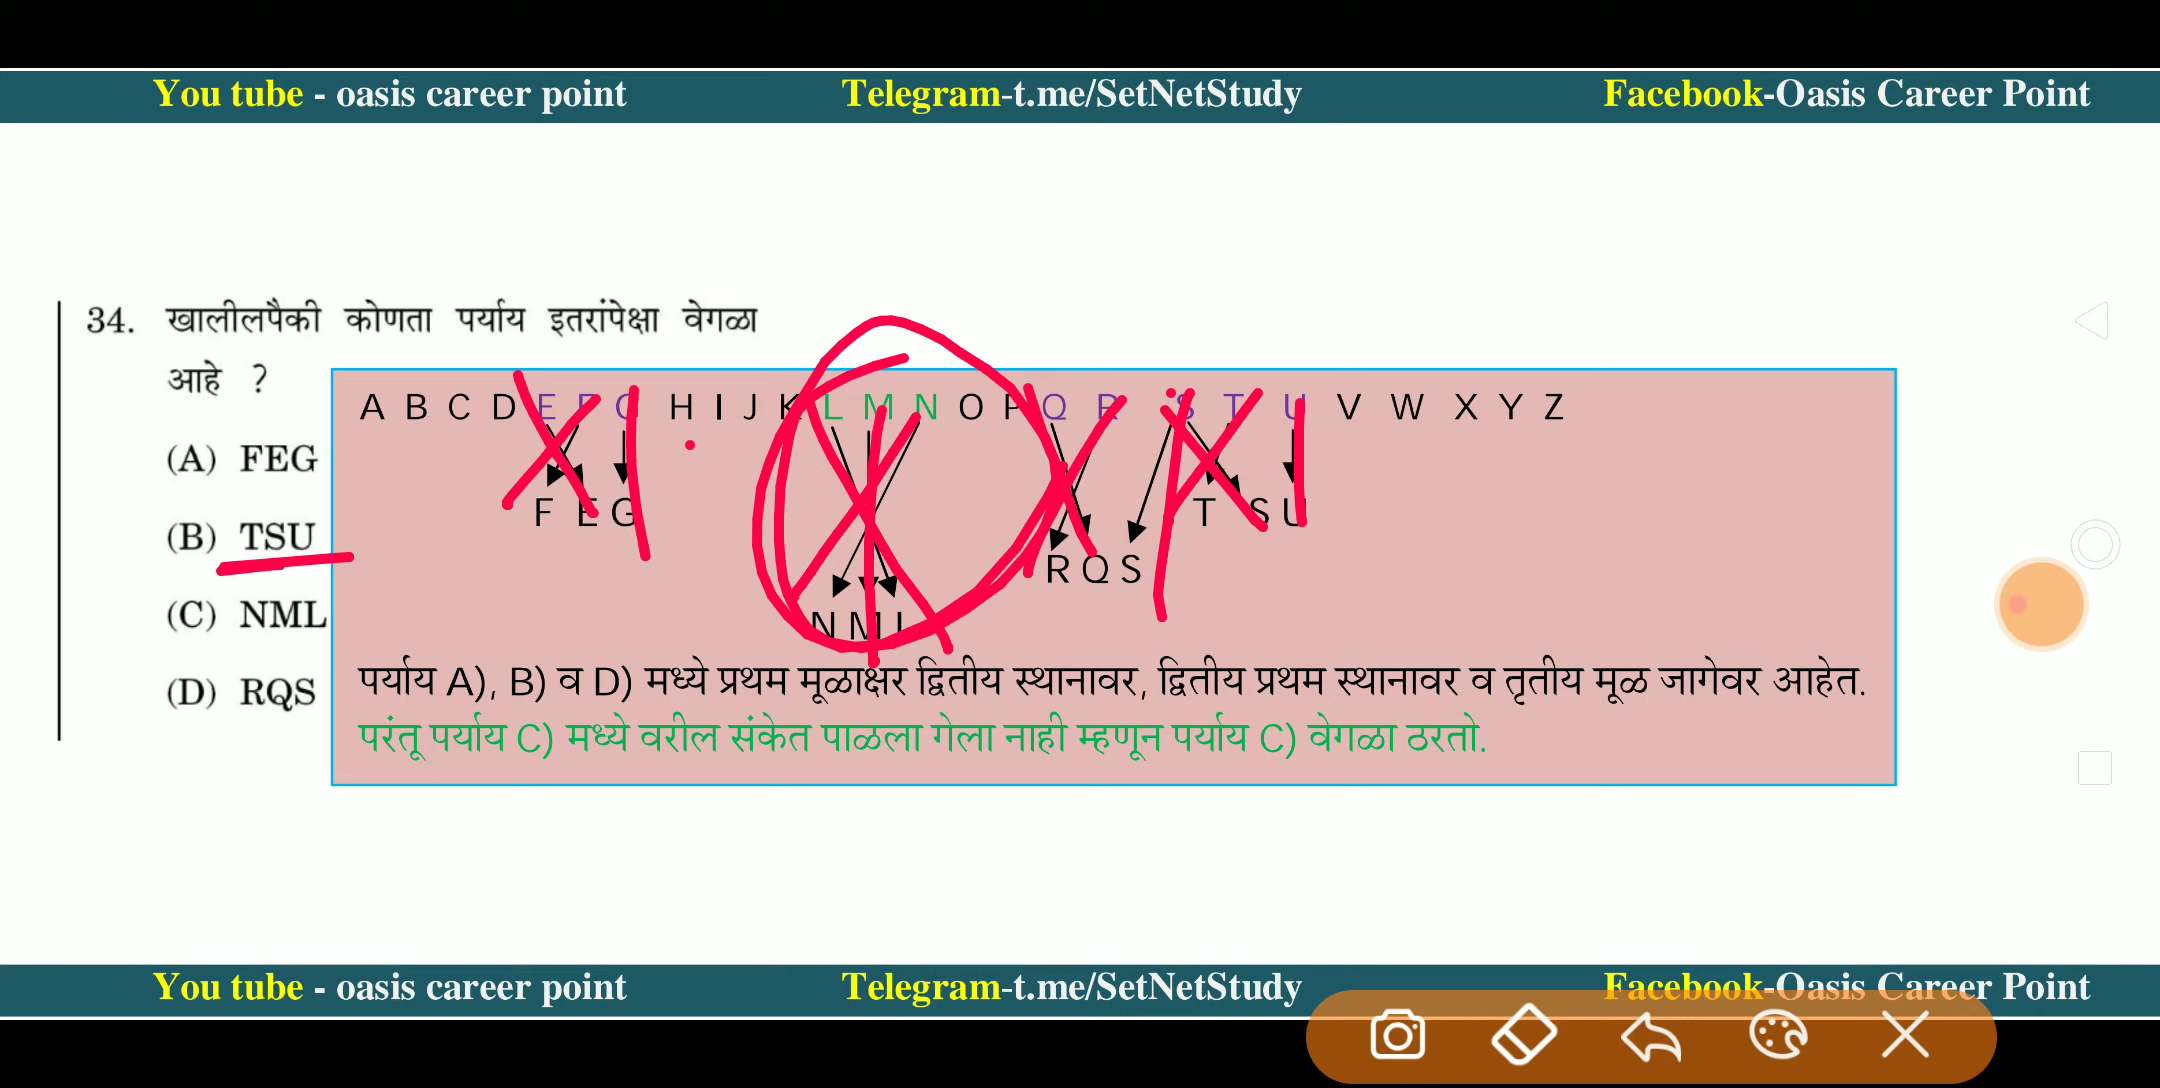 You tube - oasis career point Telegram-t.me/SetNetStudy Facebook-Oasis Career Point
34. खालीलपैकी कोणता पर्याय इतरांपेक्षा वेगळा
आहे ?
A B C D E F G H I J K L M N O P Q R S T U V W X Y Z
(A) FEG
F E G T S U
(B) TSU
R Q S
(C) NML
N M L
पर्याय A), B) व D) मध्ये प्रथम मूळाक्षर द्वितीय स्थानावर, द्वितीय प्रथम स्थानावर व तृतीय मूळ जागेवर आहेत.
(D) RQS
परंतू पर्याय C) मध्ये वरील संकेत पाळला गेला नाही म्हणून पर्याय C) वेगळा ठरतो.
You tube - oasis career point Telegram-t.me/SetNetStudy Facebook-Oasis Career Point